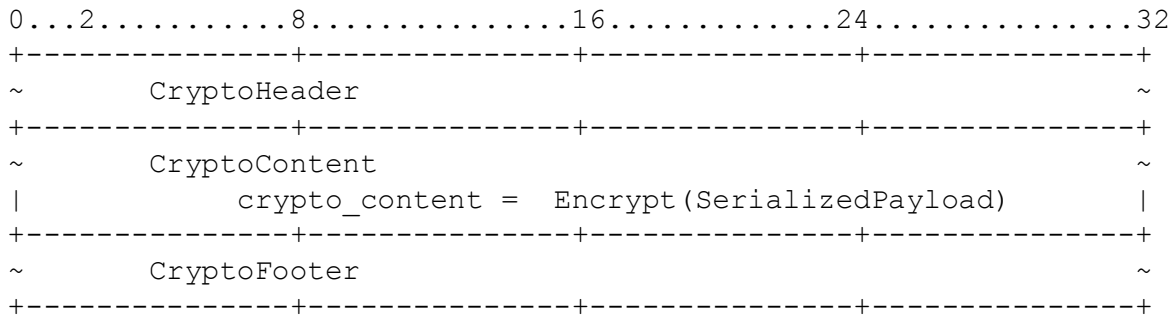 0...2...........8...............16.............24...............32
+---------------+---------------+---------------+---------------+
~       CryptoHeader                                            ~
+---------------+---------------+---------------+---------------+
~       CryptoContent                                           ~
|            crypto_content =  Encrypt(SerializedPayload)       |
+---------------+---------------+---------------+---------------+
~       CryptoFooter                                            ~
+---------------+---------------+---------------+---------------+